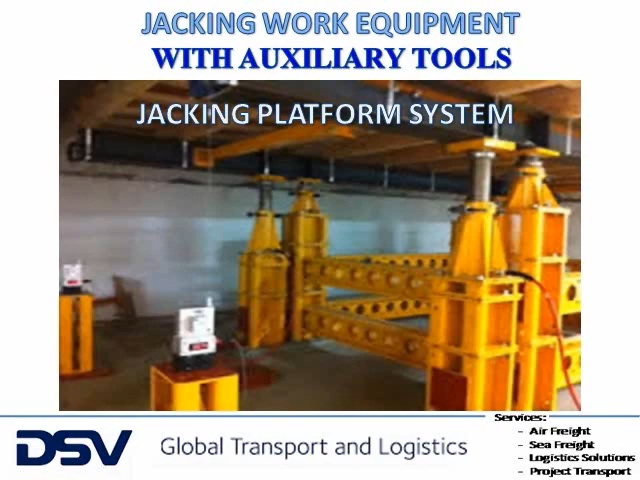 JACKING WORK EQUIPMENT
WITH AUXILIARY TOOLS
JACKING PLATFORM SYSTEM
DSV
Global Transport and Logistics
Services:
- Air Freight
- Sea Freight
- Logistics Solutions
- Project Transport